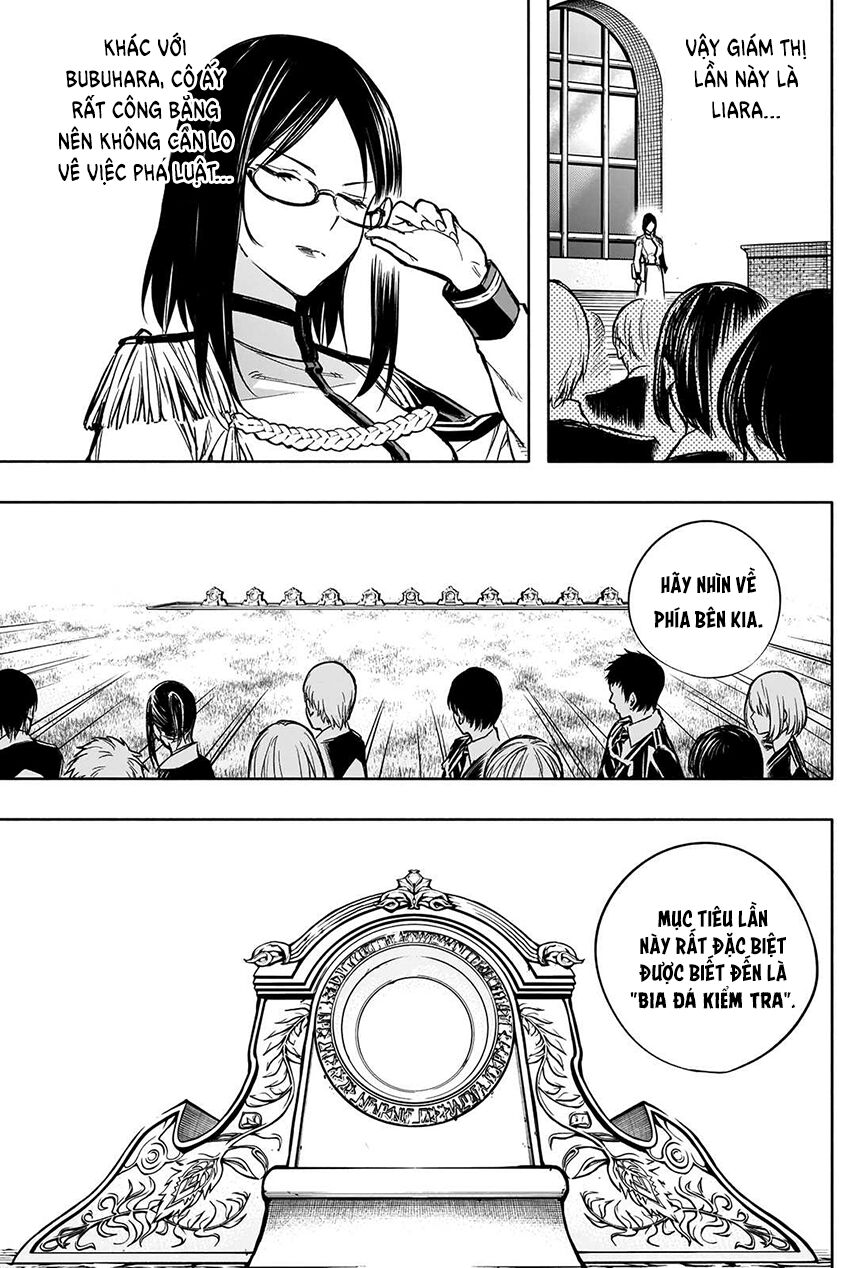 VẬY GIÁM THỊ
LẦN NÀY LÀ
LIARA...
KHÁC VỚI
BUBUHARA, CÔ ẤY
RẤT CÔNG BẰNG
NÊN KHÔNG CẦN LO
VỀ VIỆC PHÁ LUẬT...
HÃY NHÌN VỀ
PHÍA BÊN KIA.
MỤC TIÊU LẦN
NÀY RẤT ĐẶC BIỆT
ĐƯỢC BIẾT ĐẾN LÀ
"BIA ĐÁ KIỂM TRA".